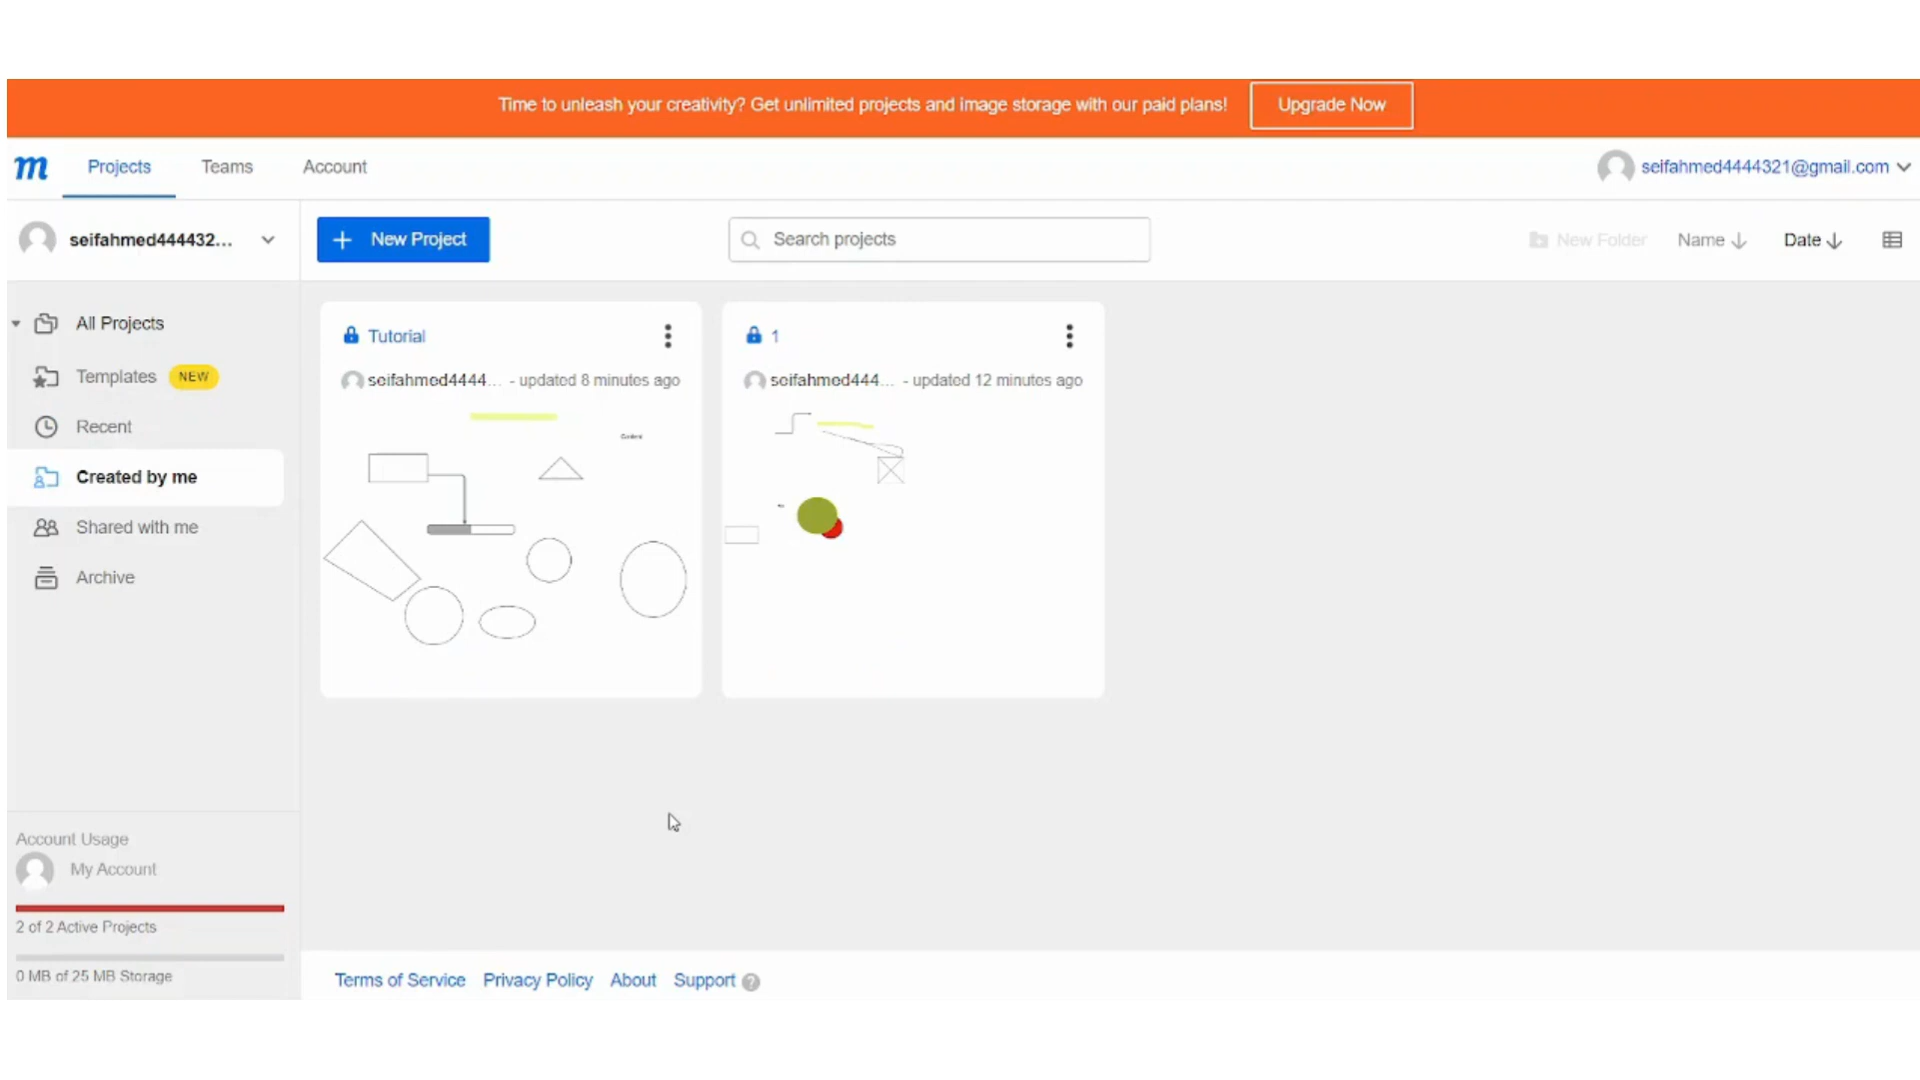 Time to unleash your creativity? Get unlimited projects and image storage with our paid plans! Upgrade Now
m Projects Teams Account seifahmed4444321@gmail.com
seifahmed444432... + New Project Search projects New Folder Name Date
All Projects
Templates NEW
Recent
Created by me
Shared with me
Archive
Tutorial
seifahmed4444... - updated 8 minutes ago
Content
1
seifahmed444... - updated 12 minutes ago
Account Usage
My Account
2 of 2 Active Projects
0 MB of 25 MB Storage
Terms of Service Privacy Policy About Support ?